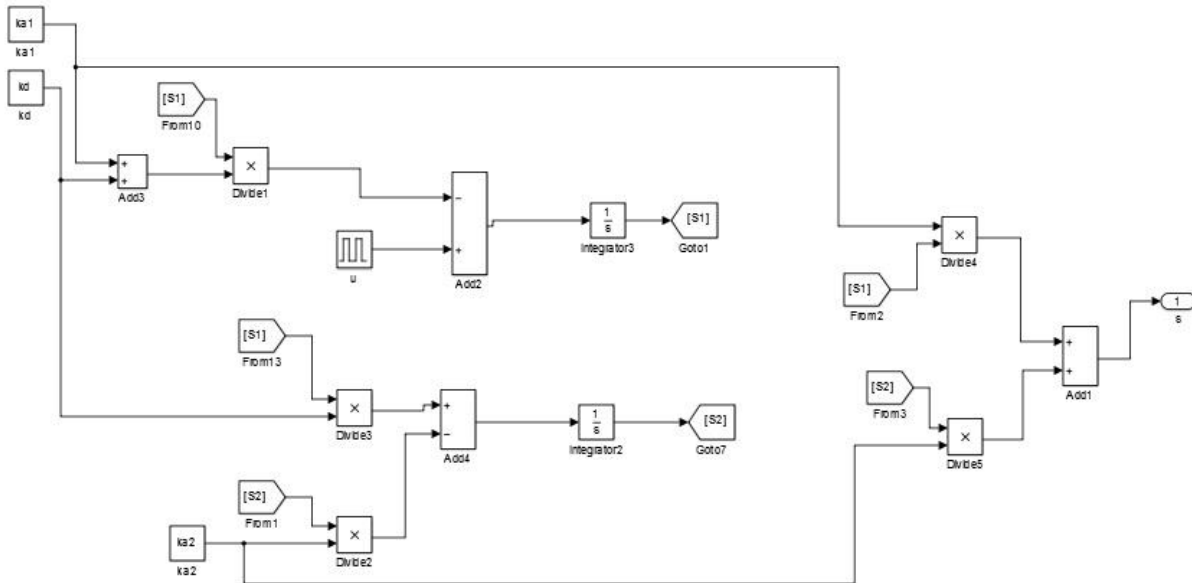 ka1
ka1
kd
kd
[S1]
From10
+
+
Add3
×
Divide1
−
+
Add2
u
1
s
Integrator3
[S1]
Goto1
×
Divide4
[S1]
From2
1
s
+
+
Add1
[S1]
From13
×
Divide3
+
−
Add4
1
s
Integrator2
[S2]
Goto7
[S2]
From3
×
Divide5
[S2]
From1
×
Divide2
ka2
ka2